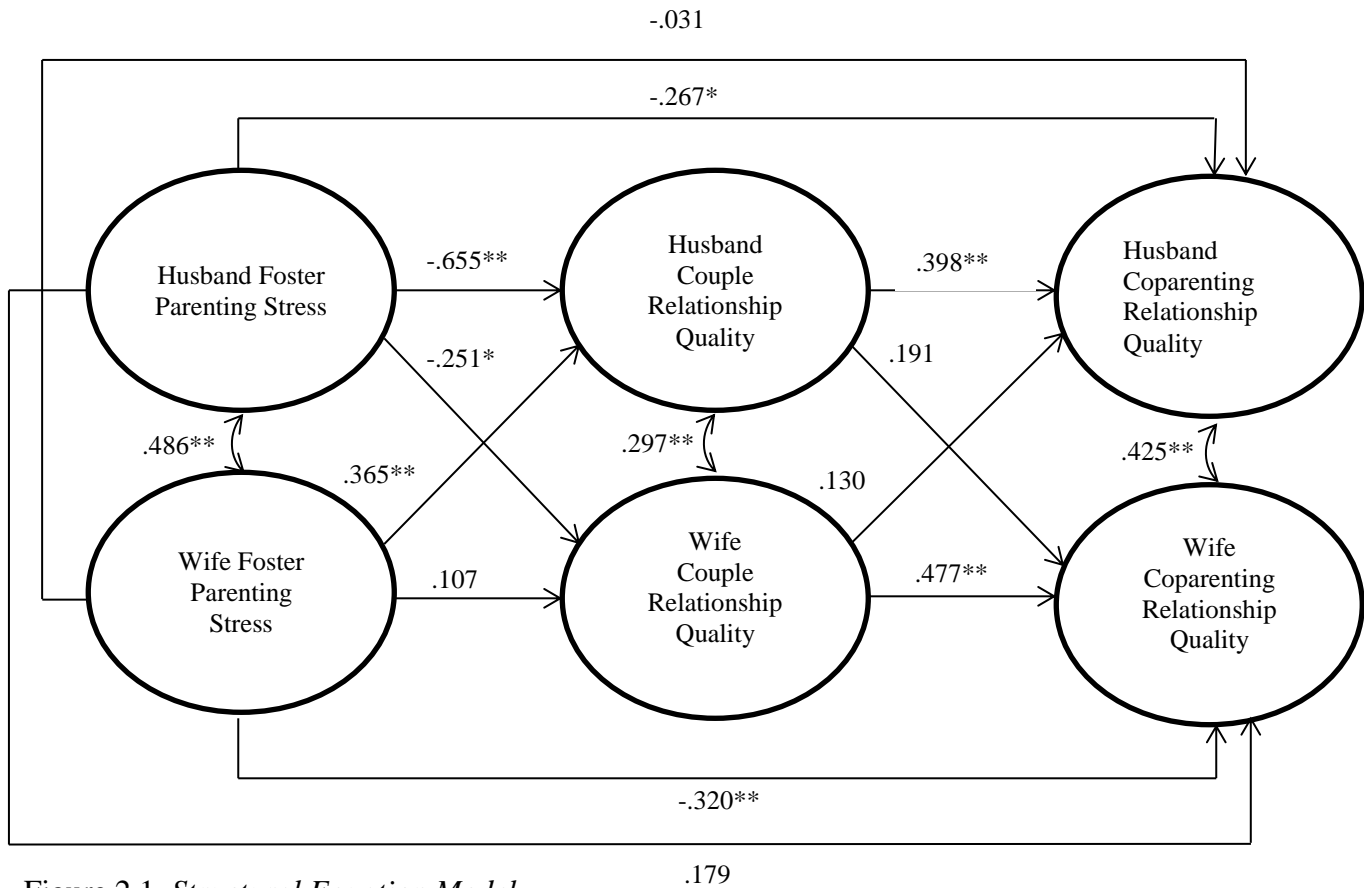 -.031
-.267*
Husband Foster
Parenting Stress
-.655**
Husband
Couple
Relationship
Quality
.398**
Husband
Coparenting
Relationship
Quality
-.251*
.191
.486**
.365**
.297**
.130
.425**
Wife Foster
Parenting
Stress
.107
Wife
Couple
Relationship
Quality
.477**
Wife
Coparenting
Relationship
Quality
-.320**
.179
Figure 2.1. Structural Equation Model